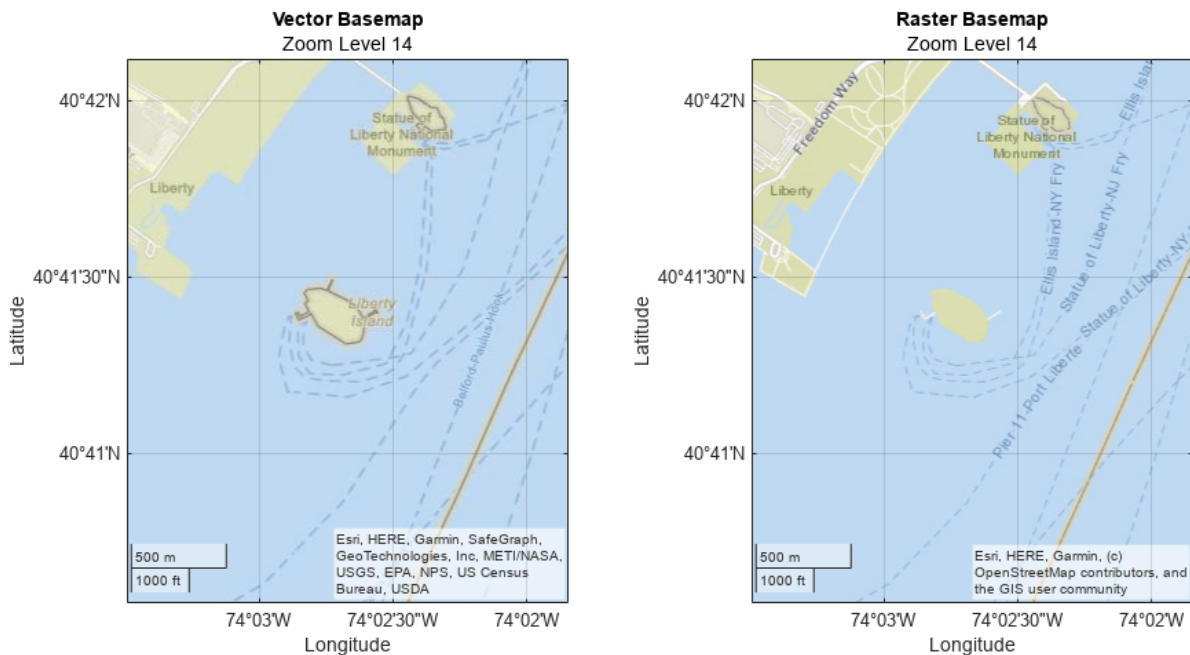 Vector Basemap
Zoom Level 14
40°42'N
40°41'30"N
40°41'N
Latitude
Statue of
Liberty National
Monument
Liberty
Liberty
Island
Belford-Paulus-Hook
500 m
1000 ft
Esri, HERE, Garmin, SafeGraph,
GeoTechnologies, Inc, METI/NASA,
USGS, EPA, NPS, US Census
Bureau, USDA
74°03'W
74°02'30"W
74°02'W
Longitude
Raster Basemap
Zoom Level 14
40°42'N
40°41'30"N
40°41'N
Latitude
Freedom Way
Statue of
Liberty National
Monument
Liberty
Ellis Isla
Ellis Island-NY Fry
Statue of Liberty-NJ Fry
Statue of Liberty-NY-
Pier 11-Port Liberte
500 m
1000 ft
Esri, HERE, Garmin, (c)
OpenStreetMap contributors, and
the GIS user community
74°03'W
74°02'30"W
74°02'W
Longitude